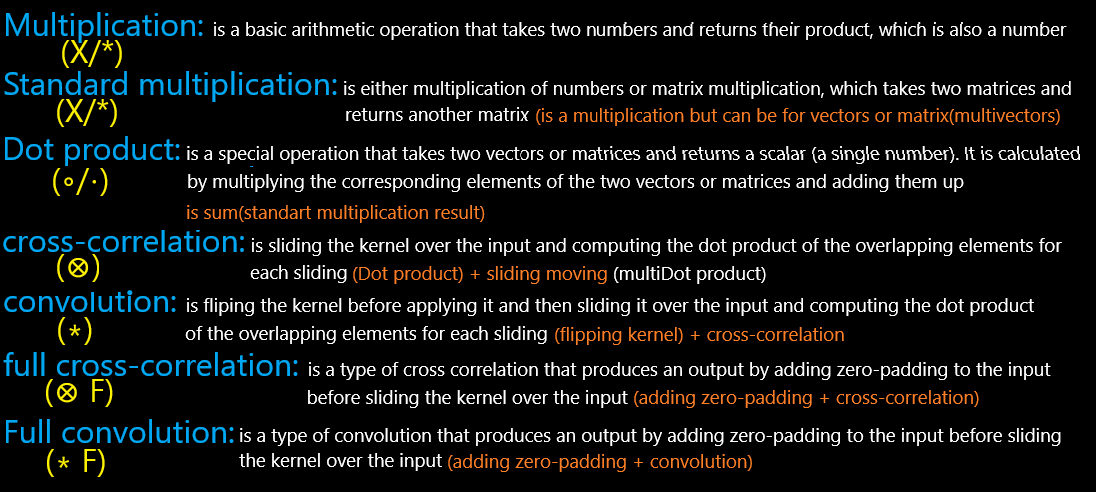 Multiplication: is a basic arithmetic operation that takes two numbers and returns their product, which is also a number
(X/*)
Standard multiplication: is either multiplication of numbers or matrix multiplication, which takes two matrices and
(X/*) returns another matrix (is a multiplication but can be for vectors or matrix(multivectors)
Dot product: is a special operation that takes two vectors or matrices and returns a scalar (a single number). It is calculated
(∘/·) by multiplying the corresponding elements of the two vectors or matrices and adding them up
is sum(standart multiplication result)
cross-correlation: is sliding the kernel over the input and computing the dot product of the overlapping elements for
(⊗) each sliding (Dot product) + sliding moving (multiDot product)
convolution: is fliping the kernel before applying it and then sliding it over the input and computing the dot product
(*) of the overlapping elements for each sliding (flipping kernel) + cross-correlation
full cross-correlation: is a type of cross correlation that produces an output by adding zero-padding to the input
(⊗ F) before sliding the kernel over the input (adding zero-padding + cross-correlation)
Full convolution: is a type of convolution that produces an output by adding zero-padding to the input before sliding
(* F) the kernel over the input (adding zero-padding + convolution)